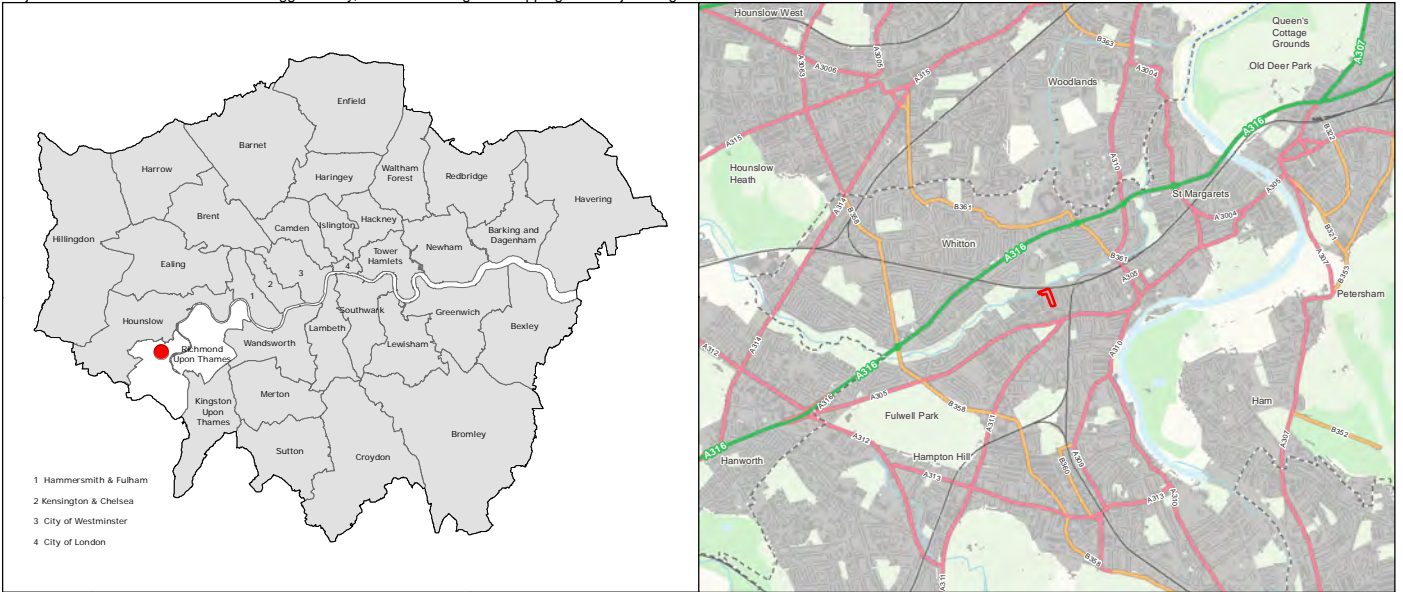 Enfield
Barnet
Harrow
Haringey
Waltham
Forest
Redbridge
Havering
Brent
Camden
Islington
Hackney
Barking and
Dagenham
Hillingdon
Ealing
Tower
Hamlets
Newham
1
2
3
4
Hounslow
Southwark
Greenwich
Bexley
Lambeth
Richmond
Upon Thames
Wandsworth
Lewisham
Merton
Kingston
Upon
Thames
Bromley
Sutton
Croydon
1 Hammersmith & Fulham
2 Kensington & Chelsea
3 City of Westminster
4 City of London
Hounslow West
Queen's
Cottage
Grounds
A307
B363
A3063
A3005
A3006
A315
A3004
Woodlands
Old Deer Park
A316
B322
A315
A310
Hounslow
Heath
St Margarets
A305
A314
B358
B361
A3004
B321
Whitton
A316
B361
A307
B353
A305
Petersham
A314
A312
A316
A310
A316
A305
B358
Fulwell Park
A311
Ham
B352
A307
A316
A312
Hanworth
Hampton Hill
A313
B360
A309
A313
A310
B358
A311